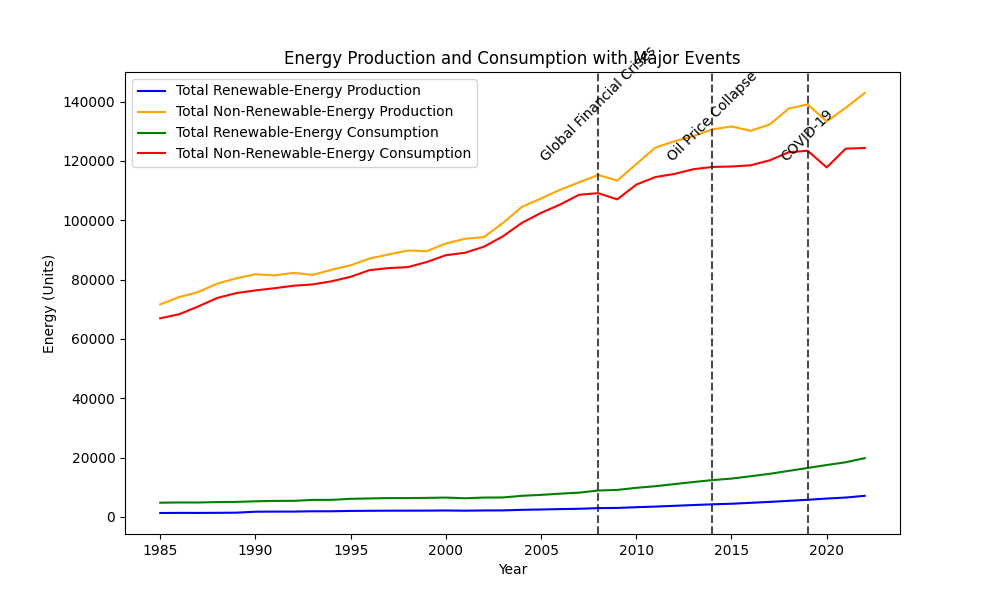 Energy Production and Consumption with Major Events
Total Renewable-Energy Production
Total Non-Renewable-Energy Production
Total Renewable-Energy Consumption
Total Non-Renewable-Energy Consumption
Global Financial Crises
Oil Price Collapse
COVID-19
Energy (Units)
140000
120000
100000
80000
60000
40000
20000
0
1985 1990 1995 2000 2005 2010 2015 2020
Year